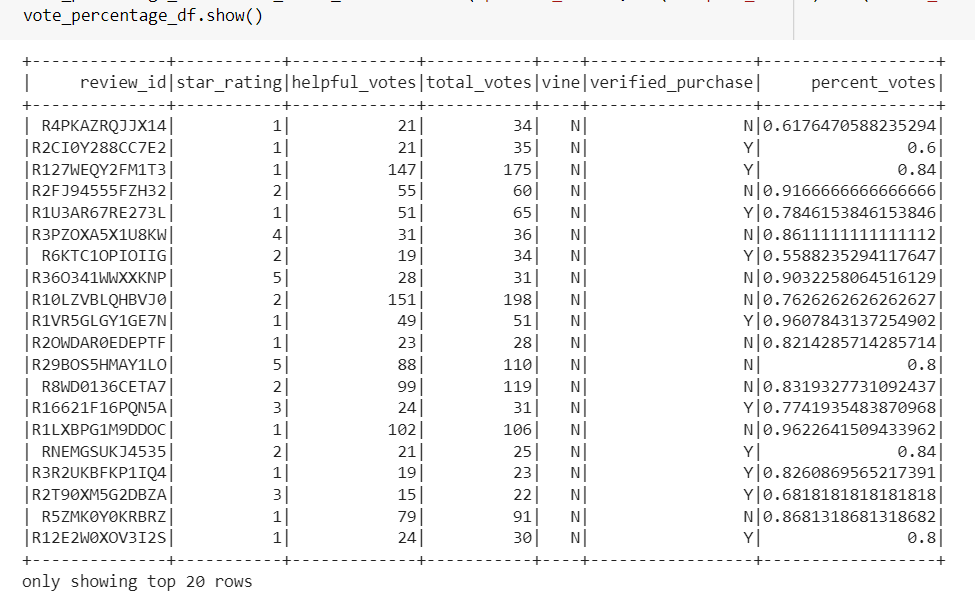 vote_percentage_df.show()
+--------------+-----------+-------------+-----------+----+-----------------+------------------+
|     review_id|star_rating|helpful_votes|total_votes|vine|verified_purchase|     percent_votes|
+--------------+-----------+-------------+-----------+----+-----------------+------------------+
| R4PKAZRQJJX14|          1|           21|         34|   N|                N|0.6176470588235294|
|R2CI0Y288CC7E2|          1|           21|         35|   N|                Y|               0.6|
|R127WEQY2FM1T3|          1|          147|        175|   N|                Y|              0.84|
|R2FJ94555FZH32|          2|           55|         60|   N|                N|0.9166666666666666|
|R1U3AR67RE273L|          1|           51|         65|   N|                Y|0.7846153846153846|
|R3PZOXA5X1U8KW|          4|           31|         36|   N|                N|0.8611111111111112|
| R6KTC1OPIOIIG|          2|           19|         34|   N|                Y|0.5588235294117647|
|R36O341WWXXKNP|          5|           28|         31|   N|                N|0.9032258064516129|
|R10LZVBLQHBVJ0|          2|          151|        198|   N|                N|0.7626262626262627|
|R1VR5GLGY1GE7N|          1|           49|         51|   N|                Y|0.9607843137254902|
|R2OWDAR0EDEPTF|          1|           23|         28|   N|                N|0.8214285714285714|
|R29BOS5HMAY1LO|          5|           88|        110|   N|                N|               0.8|
| R8WD0136CETA7|          2|           99|        119|   N|                N|0.8319327731092437|
|R16621F16PQN5A|          3|           24|         31|   N|                Y|0.7741935483870968|
|R1LXBPG1M9DDOC|          1|          102|        106|   N|                N|0.9622641509433962|
| RNEMGSUKJ4535|          2|           21|         25|   N|                Y|              0.84|
|R3R2UKBFKP1IQ4|          1|           19|         23|   N|                Y|0.8260869565217391|
|R2T90XM5G2DBZA|          3|           15|         22|   N|                Y|0.6818181818181818|
| R5ZMK0Y0KRBRZ|          1|           79|         91|   N|                N|0.8681318681318682|
|R12E2W0XOV3I2S|          1|           24|         30|   N|                Y|               0.8|
+--------------+-----------+-------------+-----------+----+-----------------+------------------+
only showing top 20 rows